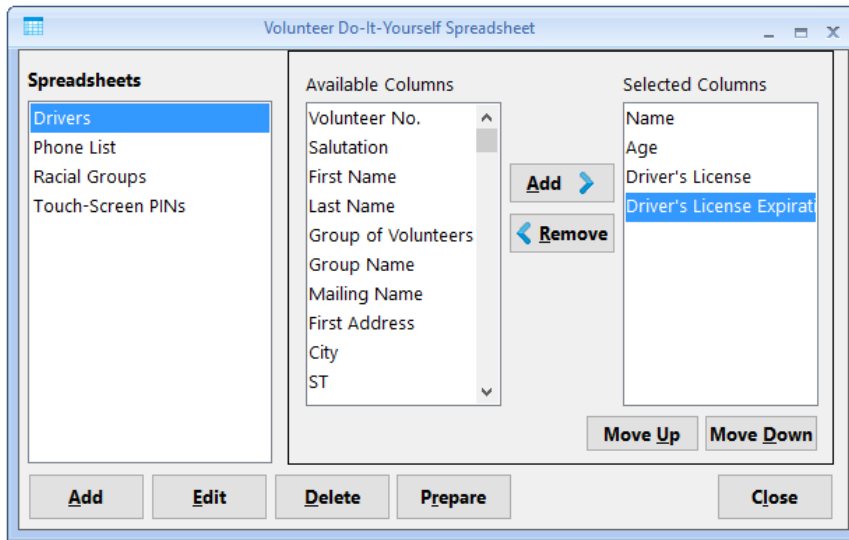 Volunteer Do-It-Yourself Spreadsheet
Spreadsheets
Drivers
Phone List
Racial Groups
Touch-Screen PINs
Available Columns
Volunteer No.
Salutation
First Name
Last Name
Group of Volunteers
Group Name
Mailing Name
First Address
City
ST
Add
Remove
Selected Columns
Name
Age
Driver's License
Driver's License Expirati
Move Up
Move Down
Add
Edit
Delete
Prepare
Close